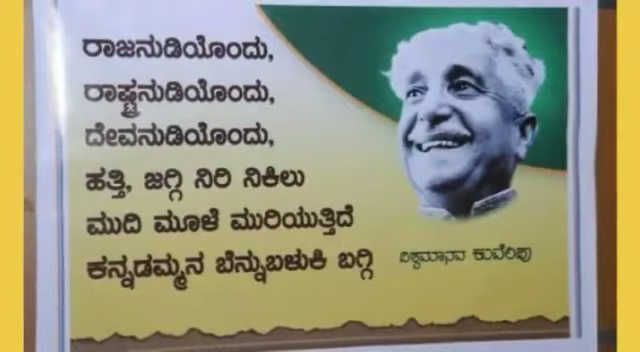 ರಾಜನುಡಿಯೊಂದು,
ರಾಷ್ಟ್ರನುಡಿಯೊಂದು,
ದೇವನುಡಿಯೊಂದು,
ಹತ್ತಿ, ಜಗ್ಗಿ ನಿರಿ ನಿಕಿಲು
ಮುದಿ ಮೂಳೆ ಮುರಿಯುತ್ತಿದೆ
ಕನ್ನಡಮ್ಮನ ಬೆನ್ನುಬಳುಕಿ ಬಗ್ಗಿ
ವಿಶ್ವಮಾನವ ಕುವೆಂಪು